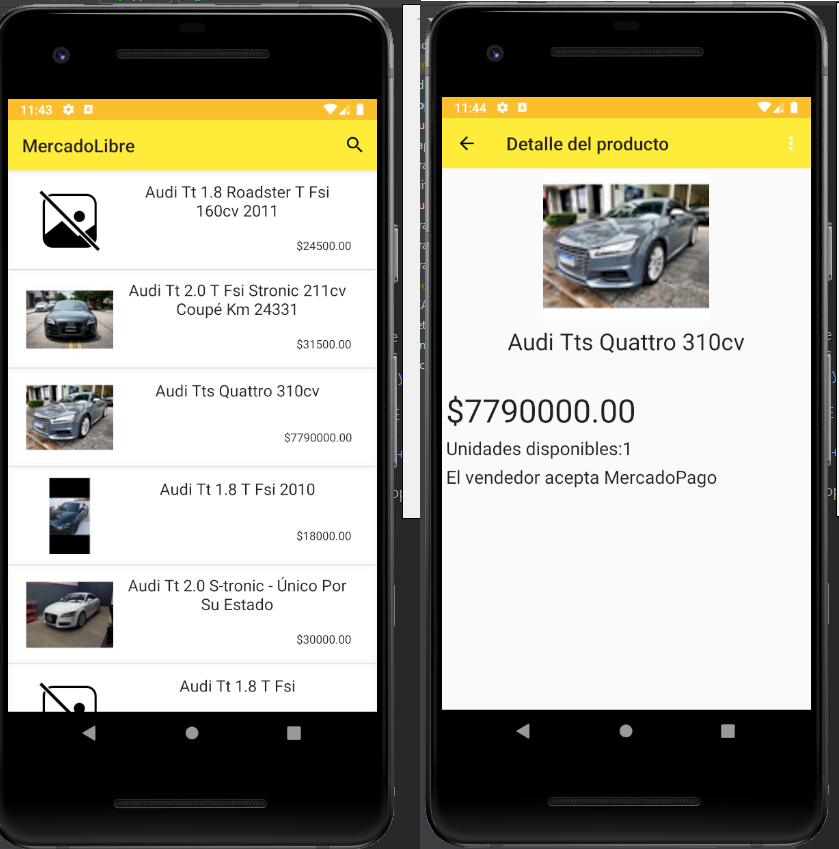 11:43
MercadoLibre
Audi Tt 1.8 Roadster T Fsi
160cv 2011
$24500.00
Audi Tt 2.0 T Fsi Stronic 211cv
Coupé Km 24331
$31500.00
Audi Tts Quattro 310cv
$7790000.00
Audi Tt 1.8 T Fsi 2010
$18000.00
Audi Tt 2.0 S-tronic - Único Por
Su Estado
$30000.00
Audi Tt 1.8 T Fsi
11:44
Detalle del producto
Audi Tts Quattro 310cv
$7790000.00
Unidades disponibles:1
El vendedor acepta MercadoPago